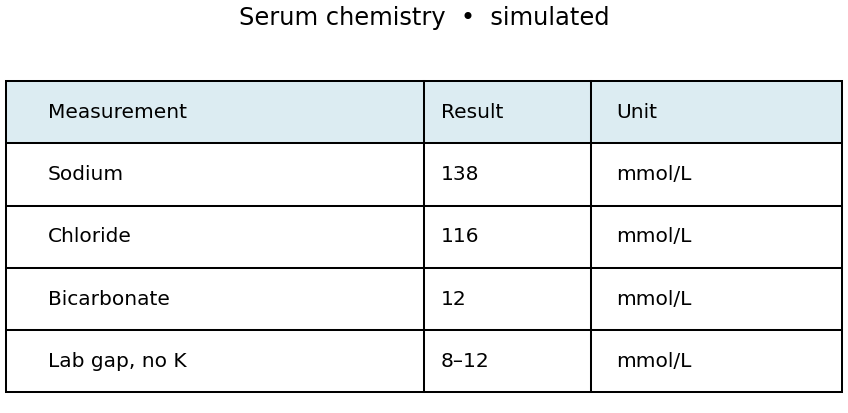 Serum chemistry • simulated
Measurement Result Unit
Sodium 138 mmol/L
Chloride 116 mmol/L
Bicarbonate 12 mmol/L
Lab gap, no K 8–12 mmol/L